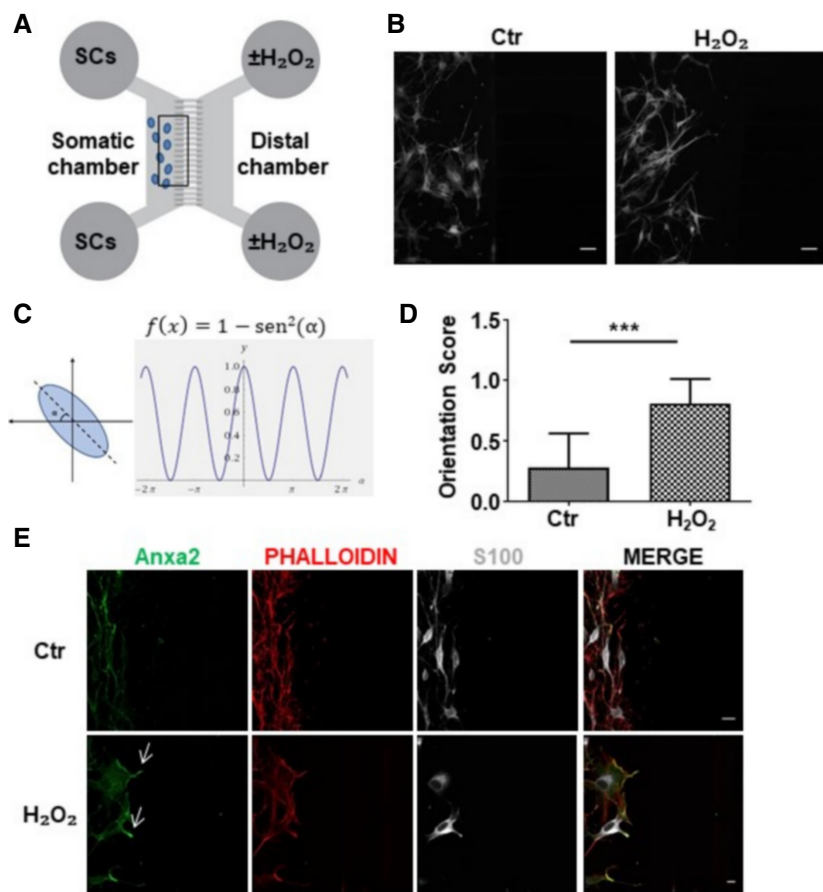 A
SCs
±H₂O₂
Somatic chamber
Distal chamber
SCs
±H₂O₂
B
Ctr
H₂O₂
C
f(x) = 1 − sen²(α)
y
1.0
0.8
0.6
0.4
0.2
−2π
−π
π
2π
α
D
Orientation Score
1.5
1.0
0.5
0.0
***
Ctr
H₂O₂
E
Anxa2
PHALLOIDIN
S100
MERGE
Ctr
H₂O₂